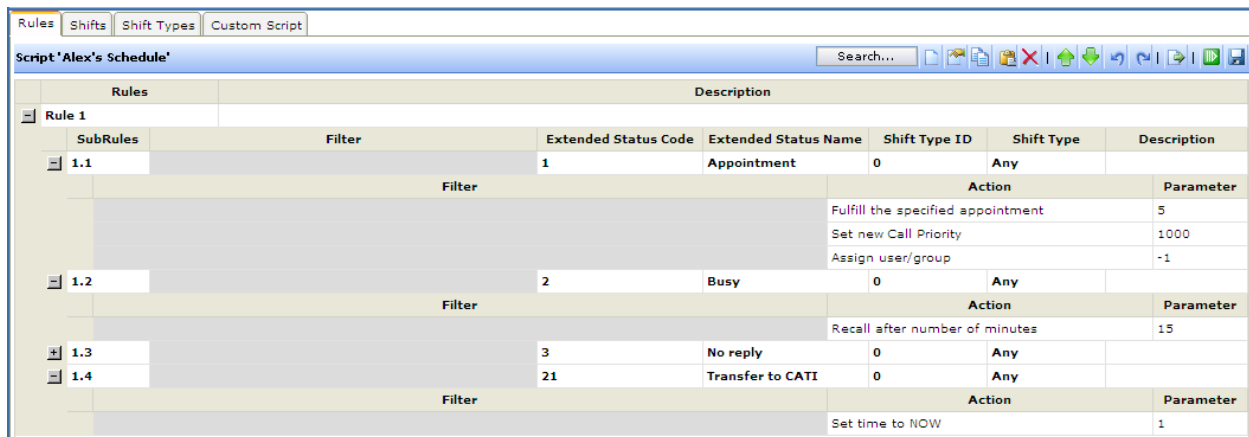 Rules Shifts Shift Types Custom Script
Script 'Alex's Schedule' Search...
Rules Description
Rule 1
SubRules Filter Extended Status Code Extended Status Name Shift Type ID Shift Type Description
1.1 1 Appointment 0 Any
Filter Action Parameter
Fulfill the specified appointment 5
Set new Call Priority 1000
Assign user/group -1
1.2 2 Busy 0 Any
Filter Action Parameter
Recall after number of minutes 15
1.3 3 No reply 0 Any
1.4 21 Transfer to CATI 0 Any
Filter Action Parameter
Set time to NOW 1